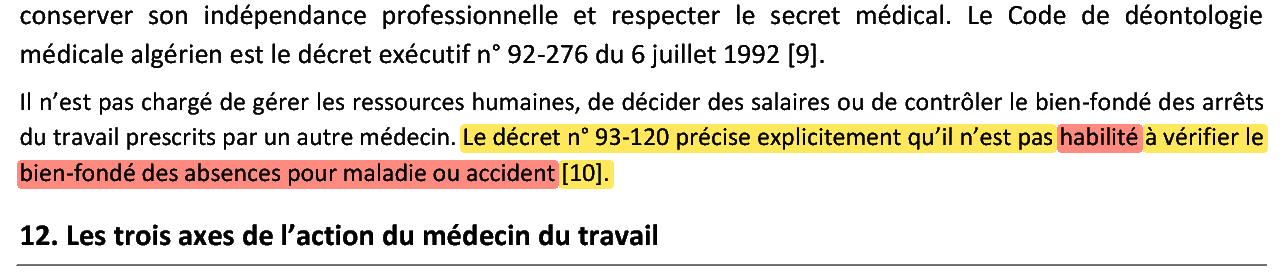 conserver son indépendance professionnelle et respecter le secret médical. Le Code de déontologie
médicale algérien est le décret exécutif n° 92-276 du 6 juillet 1992 [9].
Il n’est pas chargé de gérer les ressources humaines, de décider des salaires ou de contrôler le bien-fondé des arrêts
du travail prescrits par un autre médecin. Le décret n° 93-120 précise explicitement qu’il n’est pas habilité à vérifier le
bien-fondé des absences pour maladie ou accident [10].
12. Les trois axes de l’action du médecin du travail